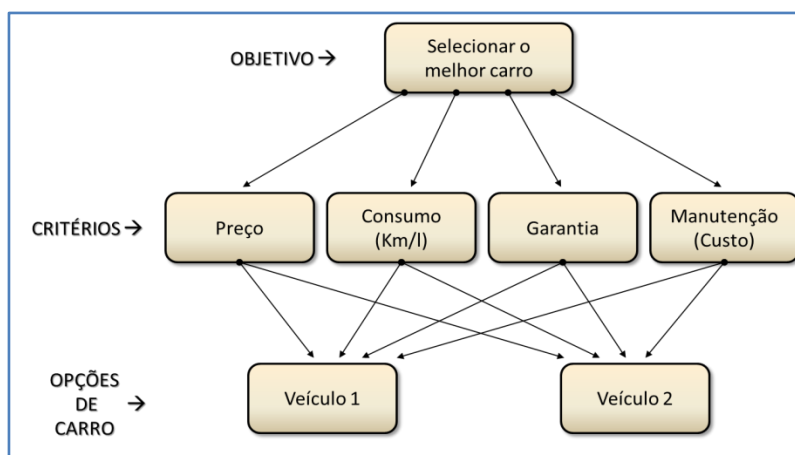 OBJETIVO →
Selecionar o
melhor carro
CRITÉRIOS →
Preço
Consumo
(Km/l)
Garantia
Manutenção
(Custo)
OPÇÕES
DE →
CARRO
Veículo 1
Veículo 2